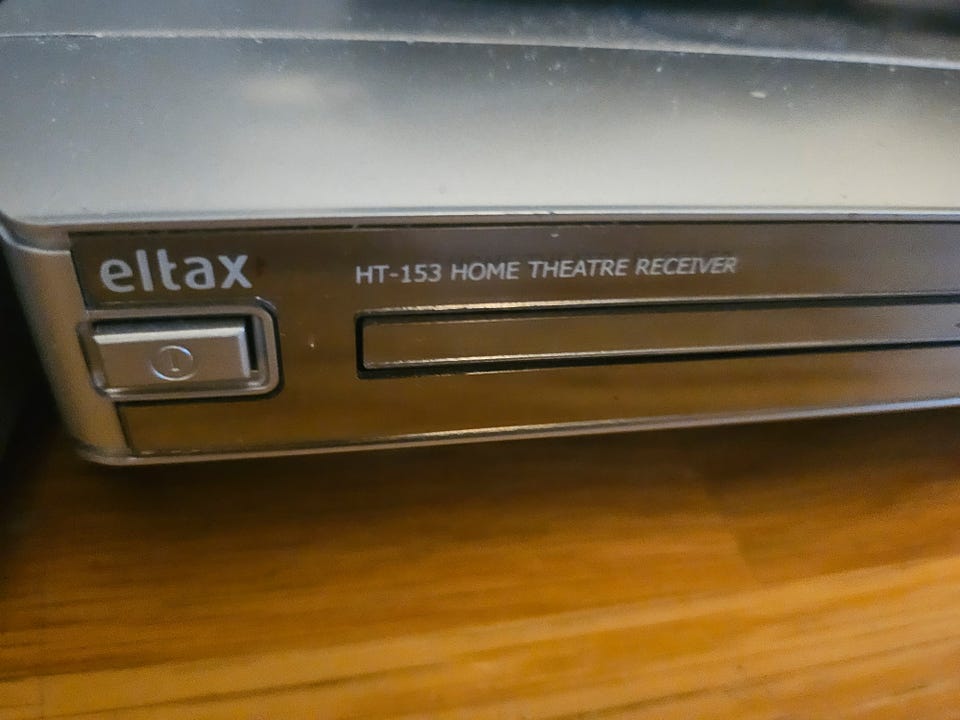 eltax
HT-153 HOME THEATRE RECEIVER